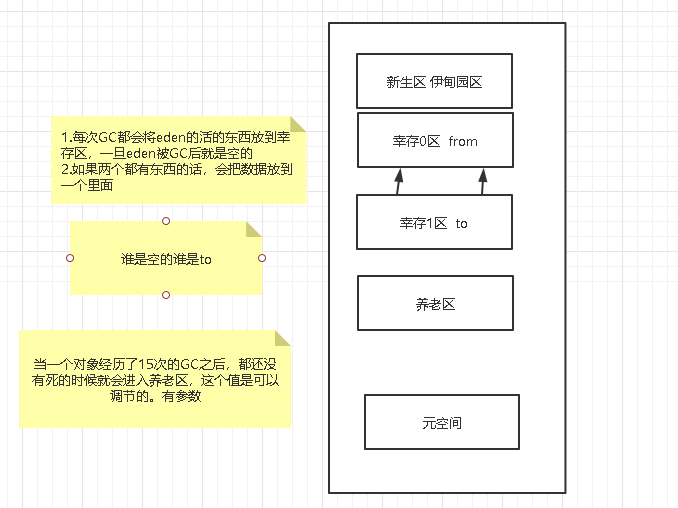 1.每次GC都会将eden的活的东西放到幸
存区，一旦eden被GC后就是空的
2.如果两个都有东西的话，会把数据放到
一个里面
谁是空的谁是to
当一个对象经历了15次的GC之后，都还没
有死的时候就会进入养老区，这个值是可以
调节的。有参数
新生区 伊甸园区
幸存0区 from
幸存1区 to
养老区
元空间